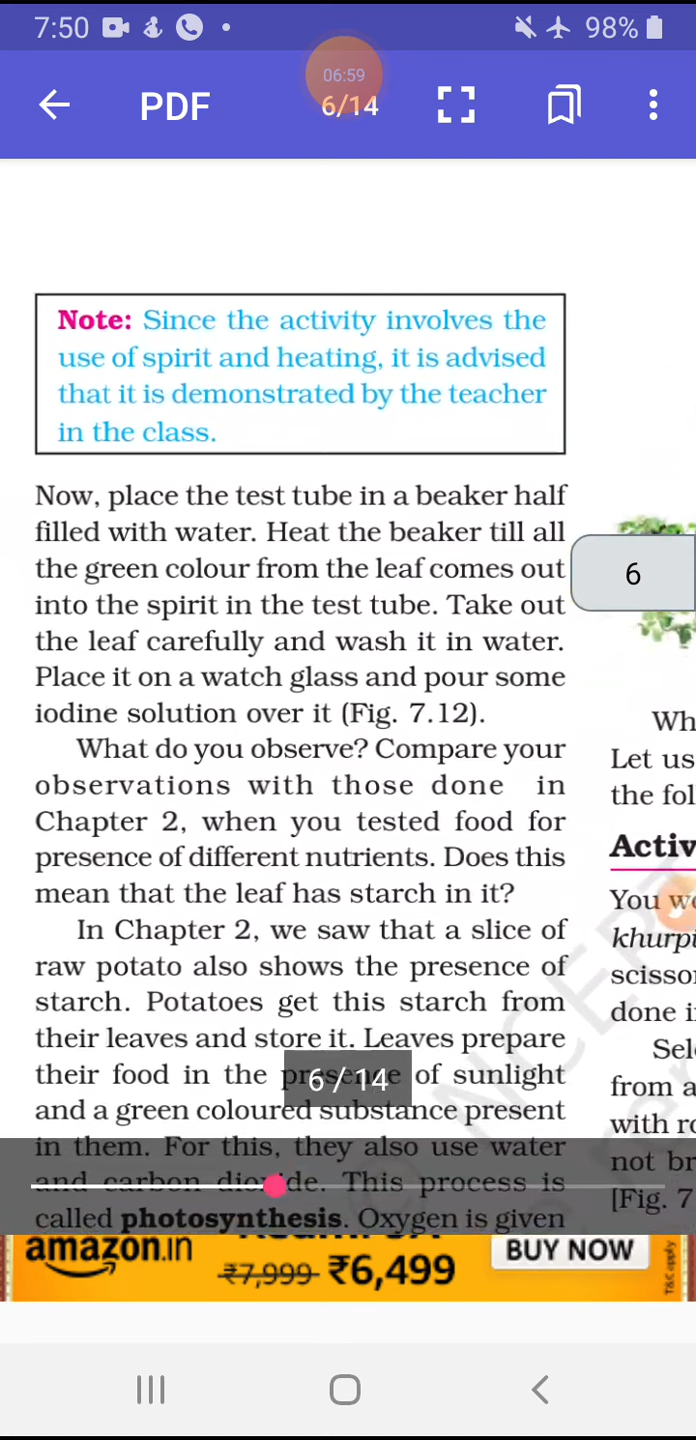 7:50
98%
06:59
PDF
6/14
Note: Since the activity involves the
use of spirit and heating, it is advised
that it is demonstrated by the teacher
in the class.
Now, place the test tube in a beaker half
filled with water. Heat the beaker till all
the green colour from the leaf comes out
into the spirit in the test tube. Take out
the leaf carefully and wash it in water.
Place it on a watch glass and pour some
iodine solution over it (Fig. 7.12).
What do you observe? Compare your
observations with those done in
Chapter 2, when you tested food for
presence of different nutrients. Does this
mean that the leaf has starch in it?
In Chapter 2, we saw that a slice of
raw potato also shows the presence of
starch. Potatoes get this starch from
their leaves and store it. Leaves prepare
their food in the presence of sunlight
and a green coloured substance present
in them. For this, they also use water
and carbon dioxide. This process is
called photosynthesis. Oxygen is given
6
Wh
Let us
the fol
Activ
You wo
khurpi
scissor
done i
Sel
from a
with ro
not br
[Fig. 7
6 / 14
© NCERT
amazon.in
₹7,999 ₹6,499
BUY NOW
T&C apply